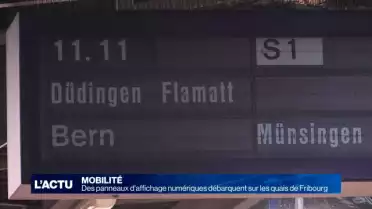 11.11 S1
Düdingen Flamatt
Bern Münsingen
L'ACTU
MOBILITÉ
Des panneaux d'affichage numériques débarquent sur les quais de Fribourg